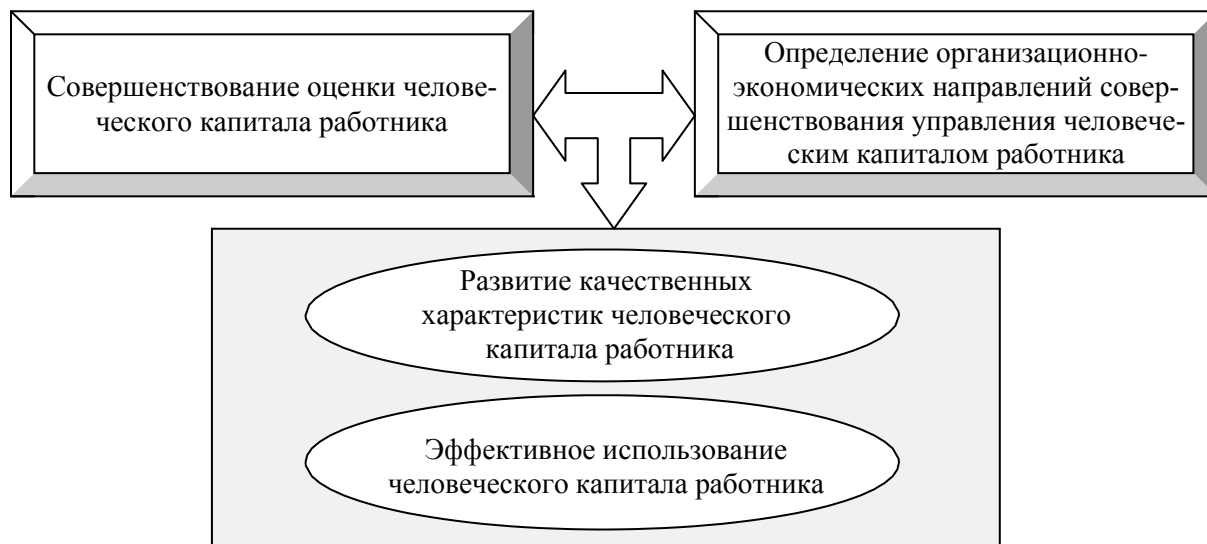 Совершенствование оценки челове-
ческого капитала работника
Определение организационно-
экономических направлений совер-
шенствования управления человече-
ским капиталом работника
Развитие качественных
характеристик человеческого
капитала работника
Эффективное использование
человеческого капитала работника